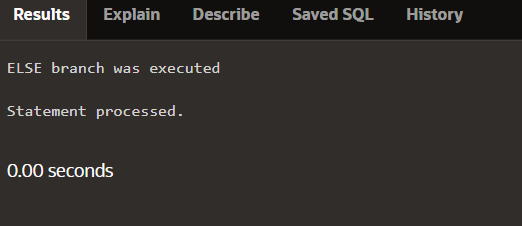 Results Explain Describe Saved SQL History
ELSE branch was executed
Statement processed.
0.00 seconds